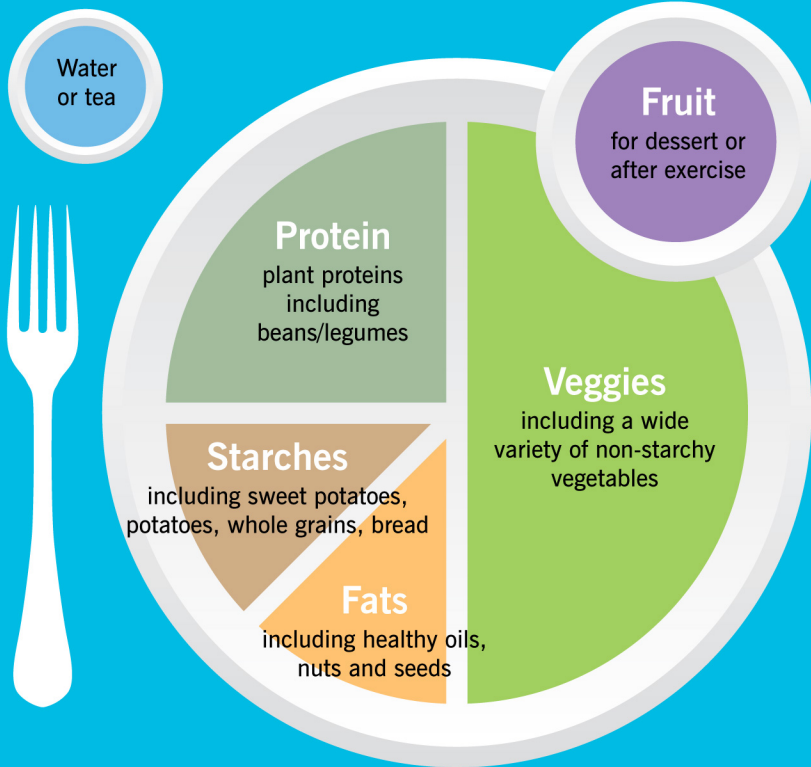 Water
or tea
Fruit
for dessert or
after exercise
Protein
plant proteins
including
beans/legumes
Veggies
including a wide
variety of non-starchy
vegetables
Starches
including sweet potatoes,
potatoes, whole grains, bread
Fats
including healthy oils,
nuts and seeds